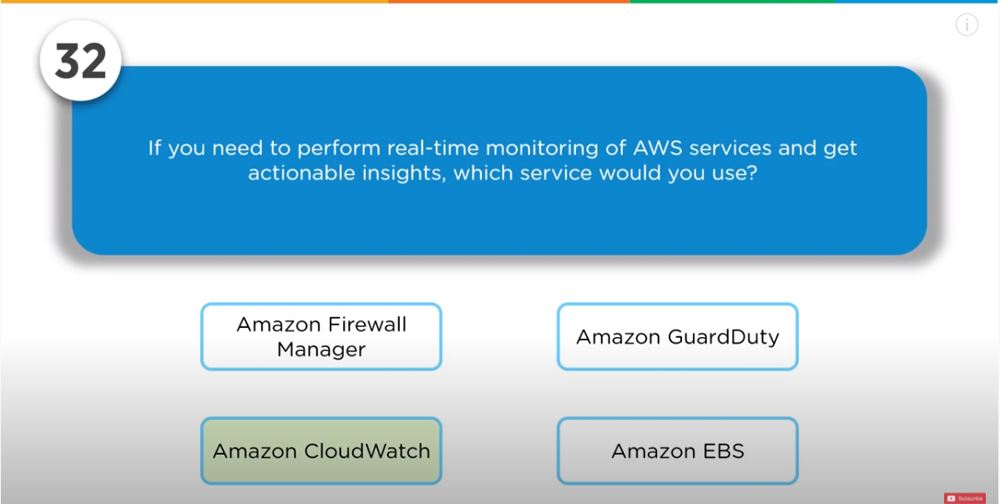 32
If you need to perform real-time monitoring of AWS services and get
actionable insights, which service would you use?
Amazon Firewall
Manager
Amazon GuardDuty
Amazon CloudWatch
Amazon EBS
Subscribe